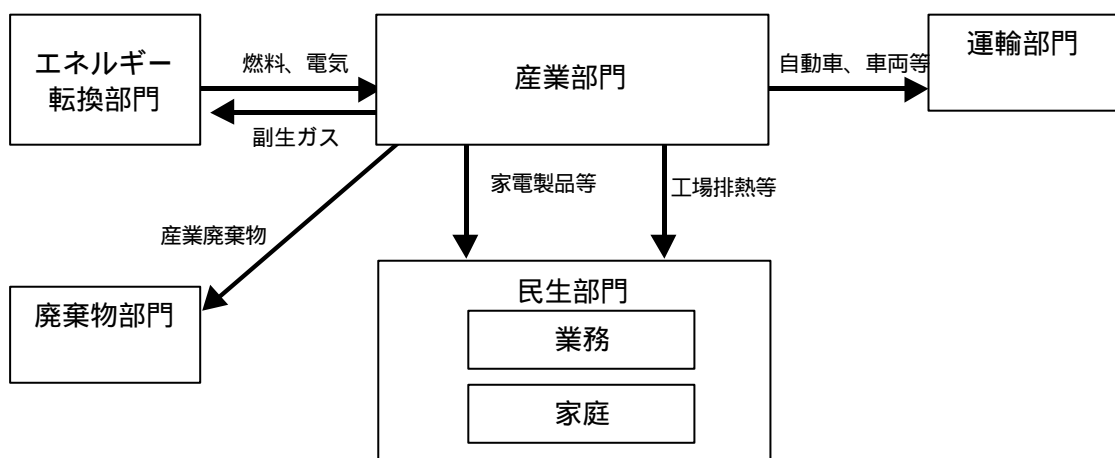 エネルギー
転換部門
燃料、電気
副生ガス
産業部門
自動車、車両等
運輸部門
産業廃棄物
家電製品等
工場排熱等
廃棄物部門
民生部門
業務
家庭